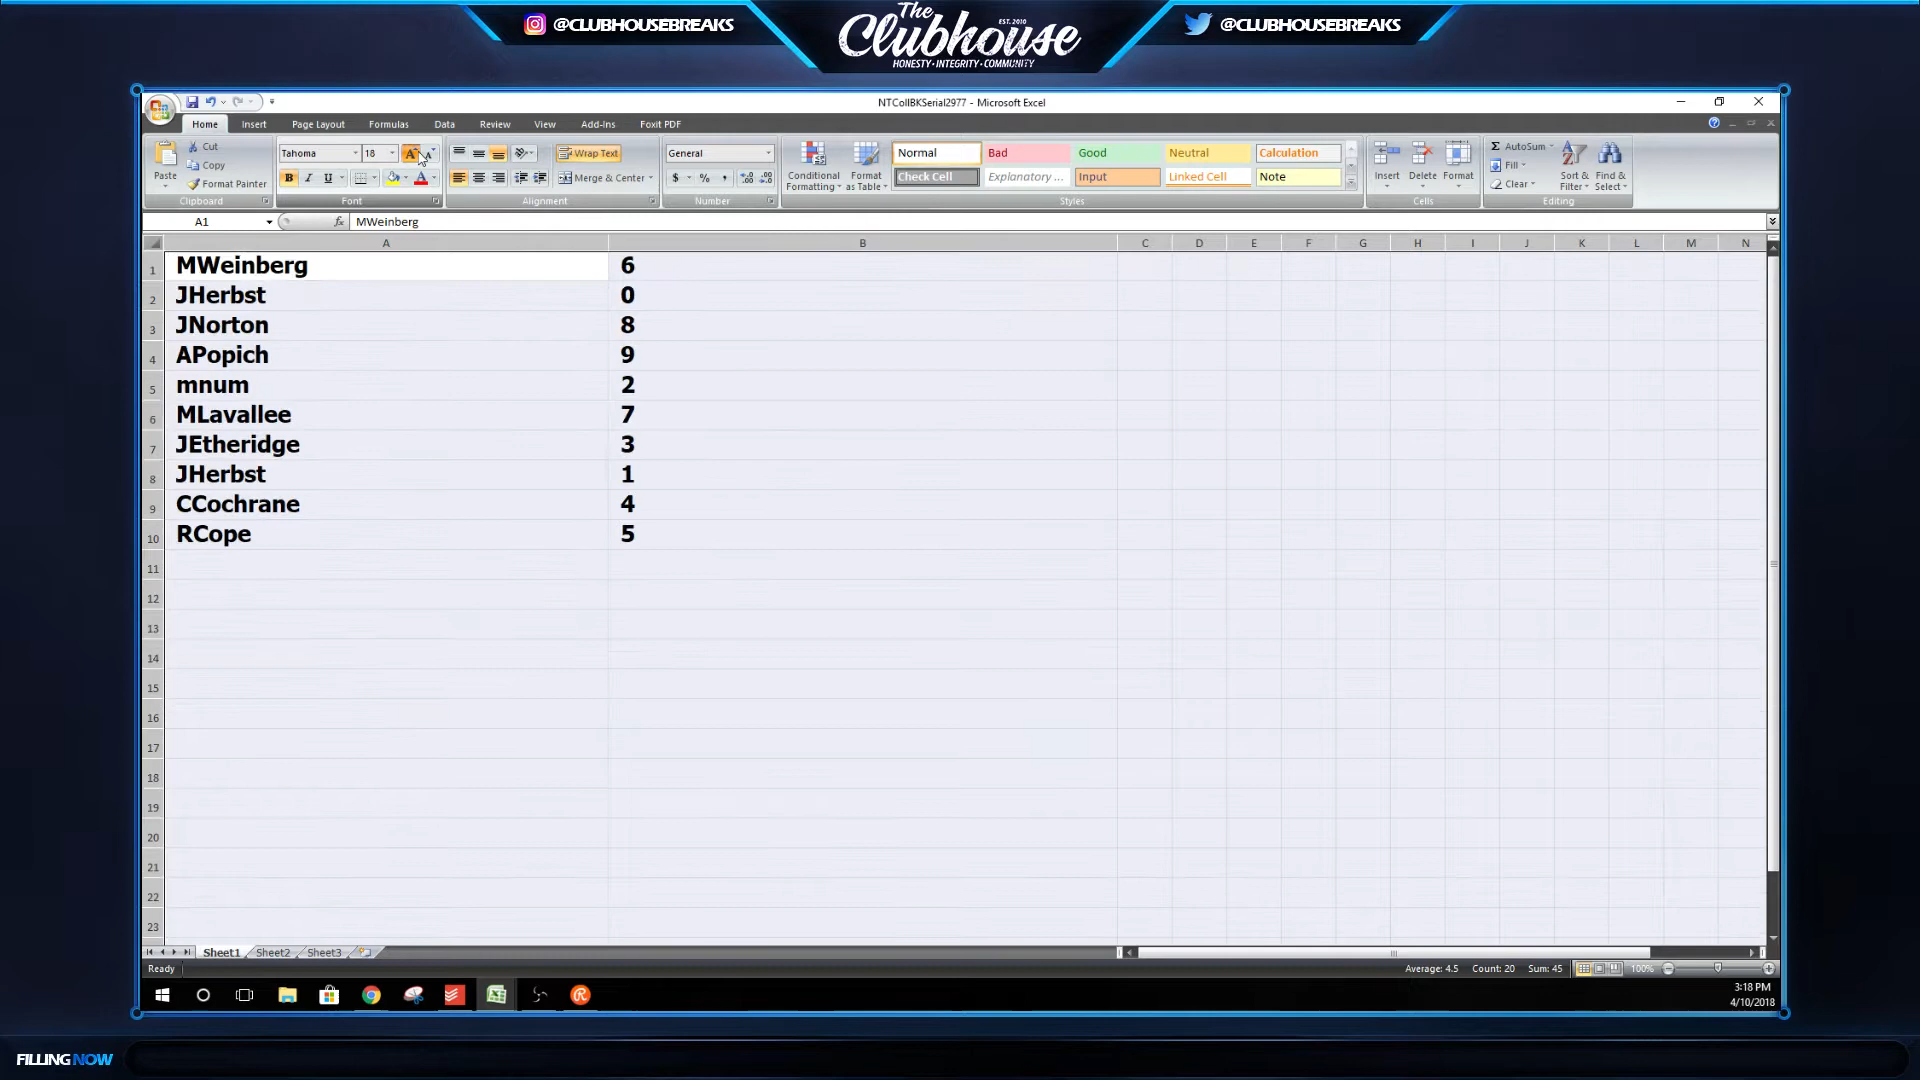 @CLUBHOUSEBREAKS
The Clubhouse
EST. 2010
HONESTY • INTEGRITY • COMMUNITY
@CLUBHOUSEBREAKS
NTCollBKSerial2977 - Microsoft Excel
Home Insert Page Layout Formulas Data Review View Add-Ins Foxit PDF
Cut
Copy
Format Painter
Paste
Clipboard
Tahoma 18
B I U
Font
Wrap Text
Merge & Center
Alignment
General
$ % ,
Number
Conditional Formatting
Format as Table
Normal Bad Good Neutral Calculation
Check Cell Explanatory ... Input Linked Cell Note
Styles
Insert Delete Format
Cells
Σ AutoSum
Fill
Clear
Sort & Filter
Find & Select
Editing
A1 fx MWeinberg
A B C D E F G H I J K L M N
1 MWeinberg 6
2 JHerbst 0
3 JNorton 8
4 APopich 9
5 mnum 2
6 MLavallee 7
7 JEtheridge 3
8 JHerbst 1
9 CCochrane 4
10 RCope 5
11
12
13
14
15
16
17
18
19
20
21
22
23
Sheet1 Sheet2 Sheet3
Ready Average: 4.5 Count: 20 Sum: 45 100%
3:18 PM
4/10/2018
FILLING NOW